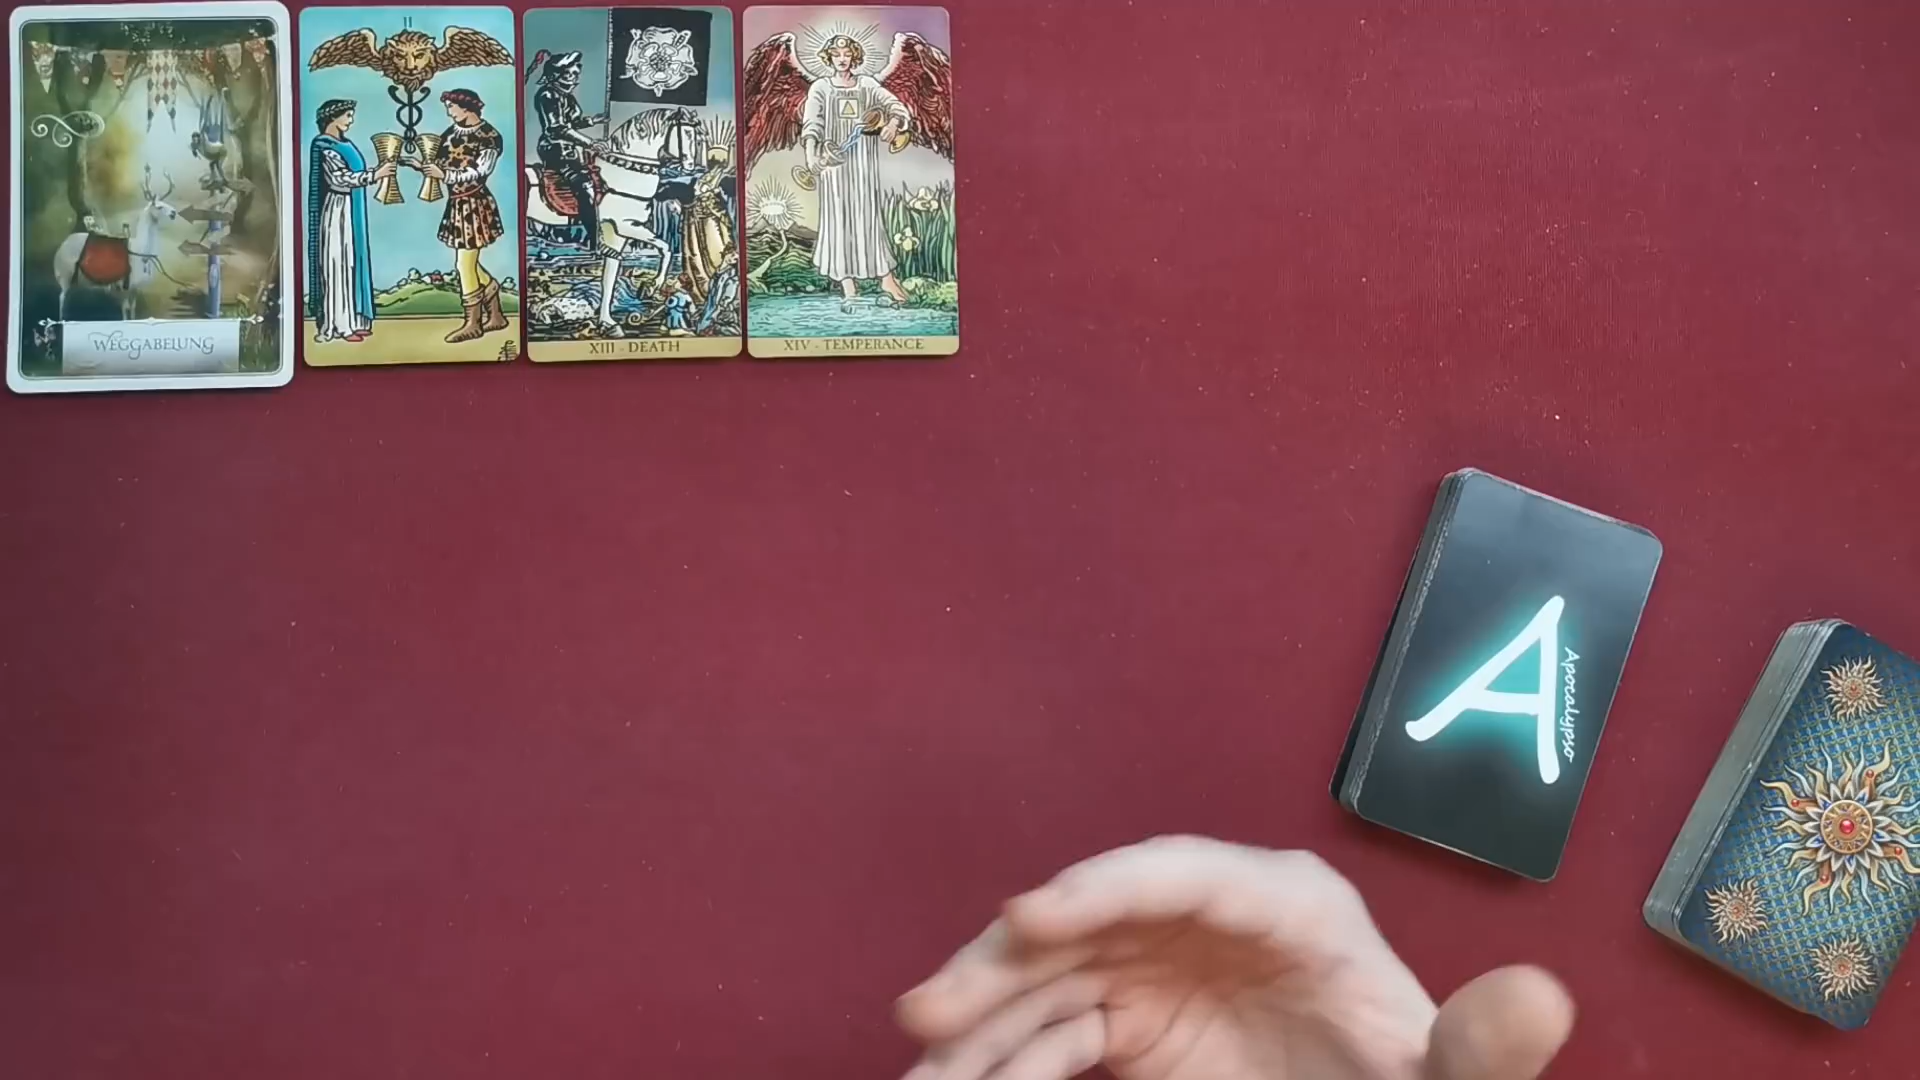 WEGGABELUNG
II
XIII - DEATH
XIV - TEMPERANCE
A
Apocalypso